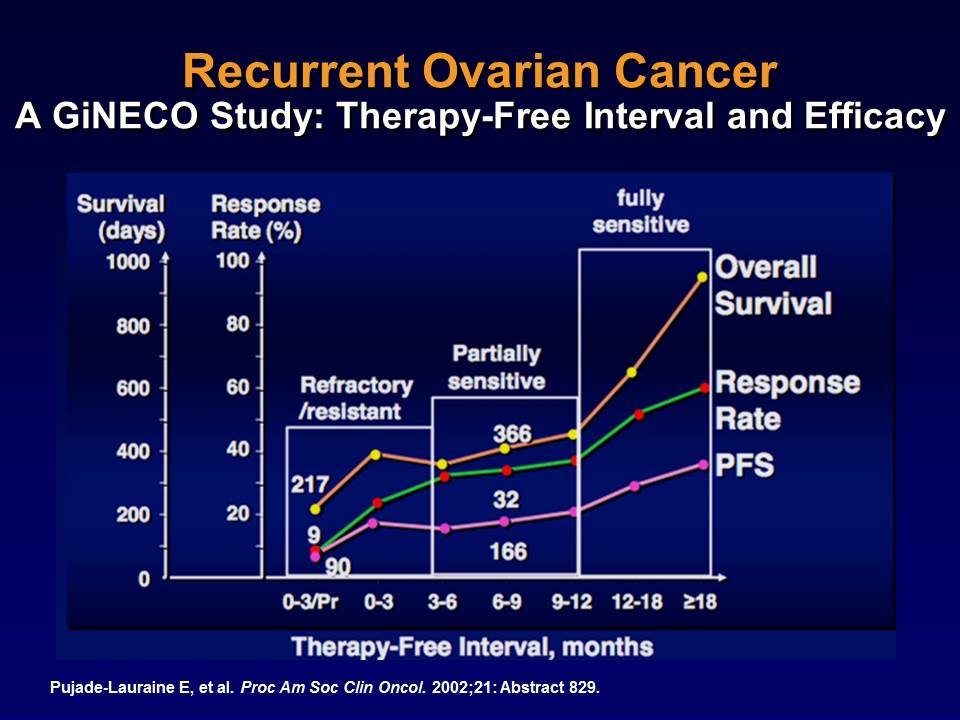 Recurrent Ovarian Cancer
A GiNECO Study: Therapy-Free Interval and Efficacy
Survival
(days)
Response
Rate (%)
fully
sensitive
1000
100
800
80
600
60
400
40
200
20
0
Refractory
/resistant
Partially
sensitive
Overall
Survival
Response
Rate
PFS
217
9
90
366
32
166
0-3/Pr 0-3 3-6 6-9 9-12 12-18 ≥18
Therapy-Free Interval, months
Pujade-Lauraine E, et al. Proc Am Soc Clin Oncol. 2002;21: Abstract 829.